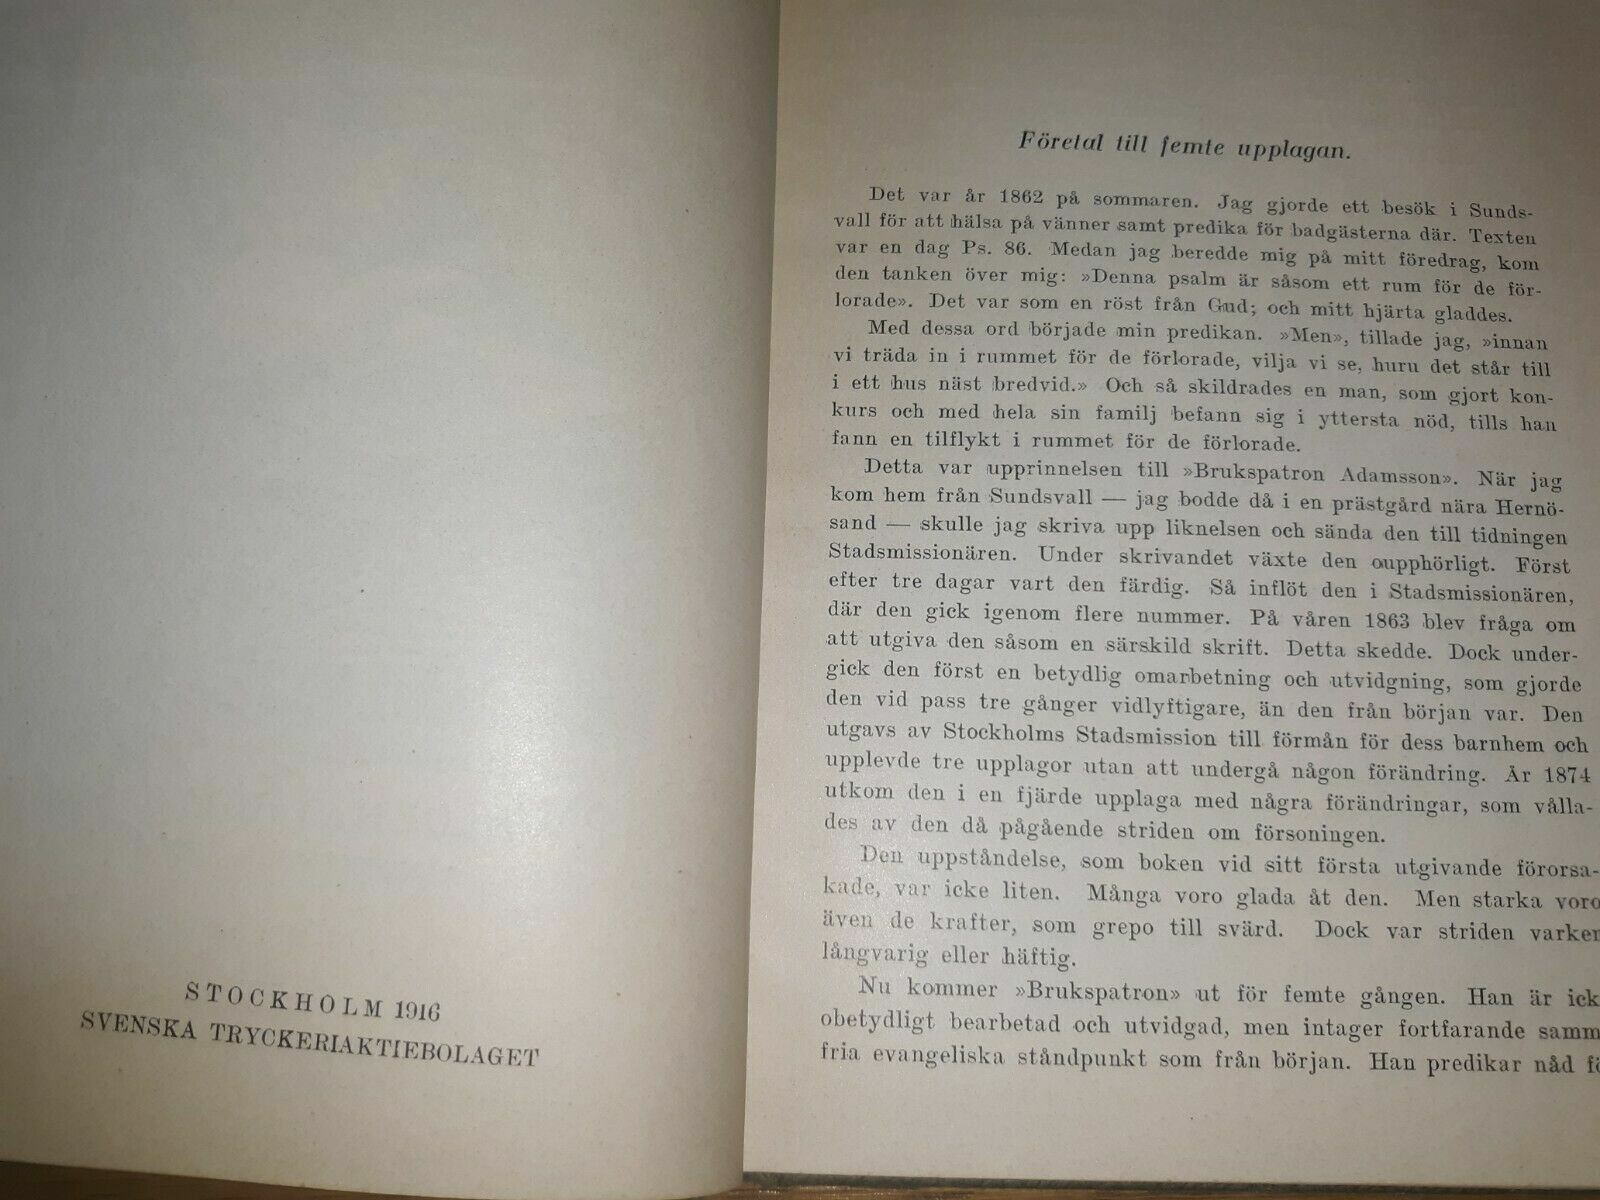 STOCKHOLM 1916
SVENSKA TRYCKERIAKTIEBOLAGET
Företal till femte upplagan.
Det var år 1862 på sommaren. Jag gjorde ett besök i Sunds-
vall för att hälsa på vänner samt predika för badgästerna där. Texten
var en dag Ps. 86. Medan jag beredde mig på mitt föredrag, kom
den tanken över mig: »Denna psalm är såsom ett rum för de för-
lorade». Det var som en röst från Gud; och mitt hjärta gladdes.
Med dessa ord började min predikan. »Men», tillade jag, »innan
vi träda in i rummet för de förlorade, vilja vi se, huru det står till
i ett hus näst bredvid.» Och så skildrades en man, som gjort kon-
kurs och med hela sin familj befann sig i yttersta nöd, tills han
fann en tilflykt i rummet för de förlorade.
Detta var upprinnelsen till »Brukspatron Adamsson». När jag
kom hem från Sundsvall — jag bodde då i en prästgård nära Hernö-
sand — skulle jag skriva upp liknelsen och sända den till tidningen
Stadsmissionären. Under skrivandet växte den oupphörligt. Först
efter tre dagar vart den färdig. Så inflöt den i Stadsmissionären,
där den gick igenom flere nummer. På våren 1863 blev fråga om
att utgiva den såsom en särskild skrift. Detta skedde. Dock under-
gick den först en betydlig omarbetning och utvidgning, som gjorde
den vid pass tre gånger vidlyftigare, än den från början var. Den
utgavs av Stockholms Stadsmission till förmån för dess barnhem och
upplevde tre upplagor utan att undergå någon förändring. År 1874
utkom den i en fjärde upplaga med några förändringar, som vålla-
des av den då pågående striden om försoningen.
Den uppståndelse, som boken vid sitt första utgivande förorsa-
kade, var icke liten. Många voro glada åt den. Men starka voro
även de krafter, som grepo till svärd. Dock var striden varken
långvarig eller häftig.
Nu kommer »Brukspatron» ut för femte gången. Han är ick
obetydligt bearbetad och utvidgad, men intager fortfarande samm
fria evangeliska ståndpunkt som från början. Han predikar nåd fö